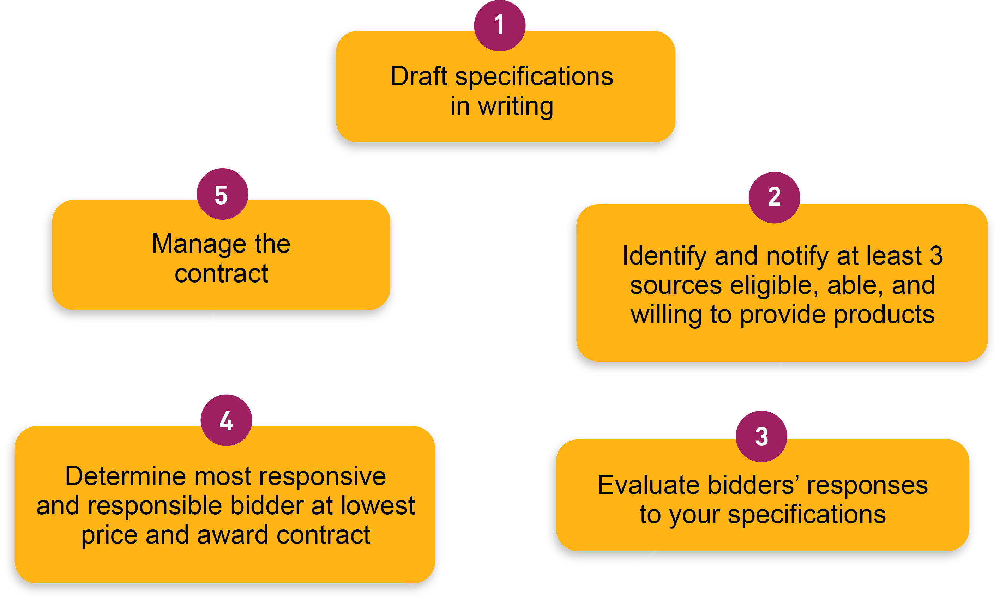 1
Draft specifications
in writing
2
Identify and notify at least 3
sources eligible, able, and
willing to provide products
3
Evaluate bidders’ responses
to your specifications
4
Determine most responsive
and responsible bidder at lowest
price and award contract
5
Manage the
contract